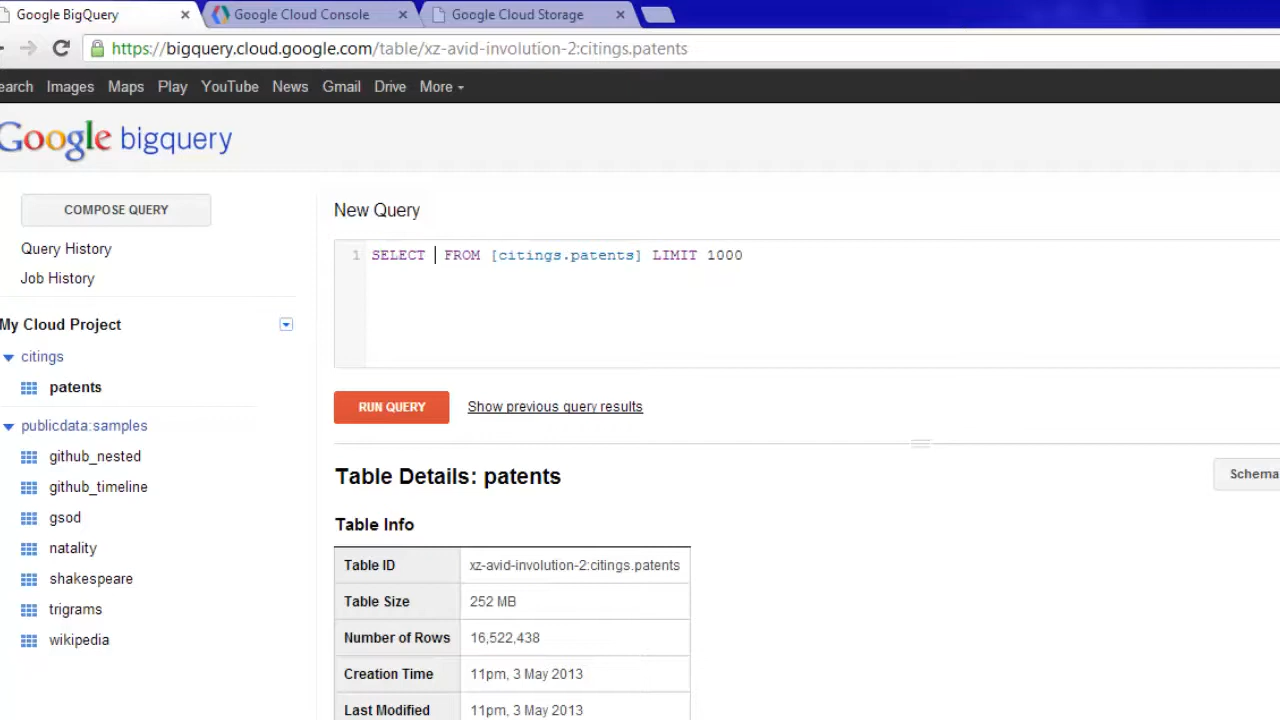 Google BigQuery
Google Cloud Console
Google Cloud Storage
https://bigquery.cloud.google.com/table/xz-avid-involution-2:citings.patents
earch Images Maps Play YouTube News Gmail Drive More
Google bigquery
COMPOSE QUERY
Query History
Job History
My Cloud Project
citings
patents
publicdata:samples
github_nested
github_timeline
gsod
natality
shakespeare
trigrams
wikipedia
New Query
1 SELECT FROM [citings.patents] LIMIT 1000
RUN QUERY Show previous query results
Table Details: patents
Schema
Table Info
Table ID xz-avid-involution-2:citings.patents
Table Size 252 MB
Number of Rows 16,522,438
Creation Time 11pm, 3 May 2013
Last Modified 11pm, 3 May 2013